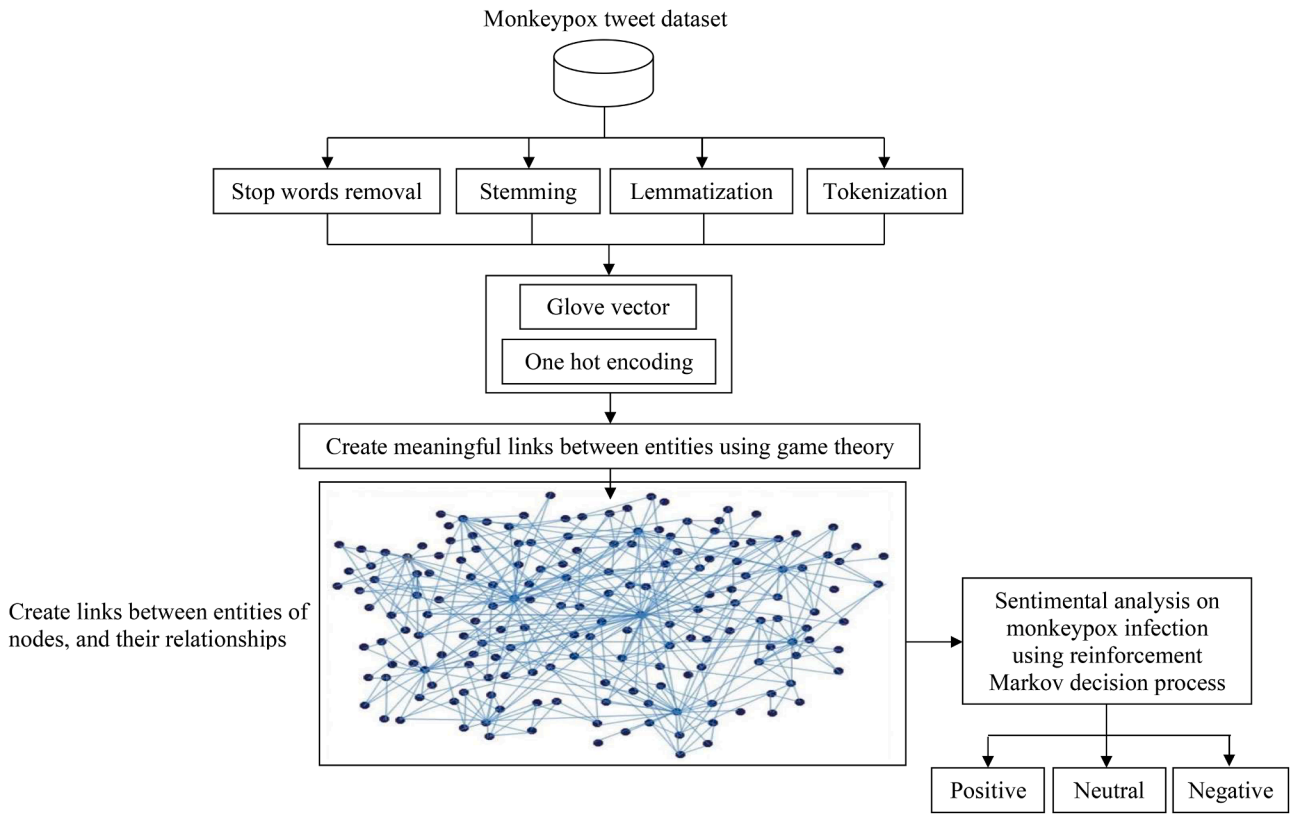 Monkeypox tweet dataset
Stop words removal
Stemming
Lemmatization
Tokenization
Glove vector
One hot encoding
Create meaningful links between entities using game theory
Create links between entities of
nodes, and their relationships
Sentimental analysis on
monkeypox infection
using reinforcement
Markov decision process
Positive
Neutral
Negative